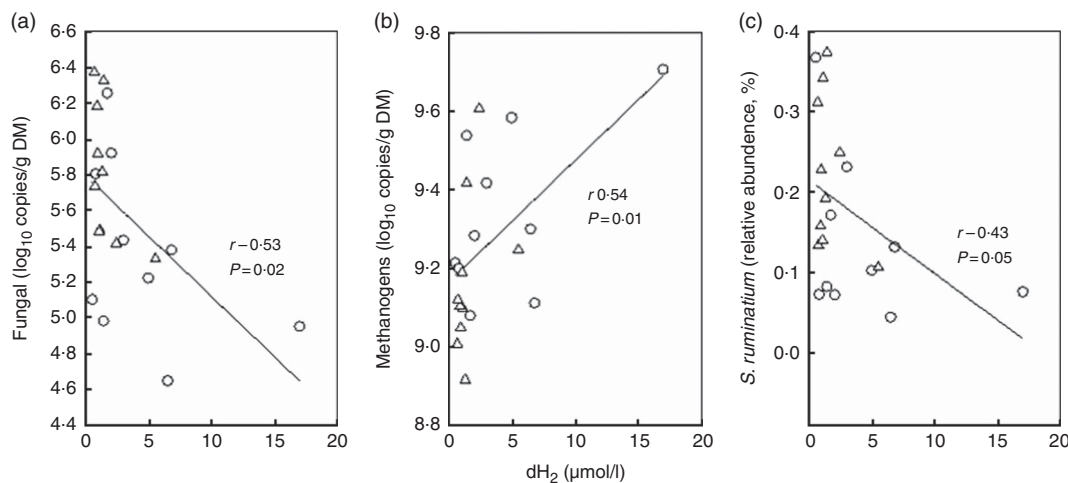 (a)
Fungal (log10 copies/g DM)
6·6
6·4
6·2
6·0
5·8
5·6
5·4
5·2
5·0
4·8
4·6
4·4
r−0·53
P=0·02
0 5 10 15 20
(b)
Methanogens (log10 copies/g DM)
9·8
9·6
9·4
9·2
9·0
8·8
r 0·54
P=0·01
0 5 10 15 20
dH2 (μmol/l)
(c)
S. ruminatium (relative abundance, %)
0·4
0·3
0·2
0·1
0·0
r−0·43
P=0·05
0 5 10 15 20